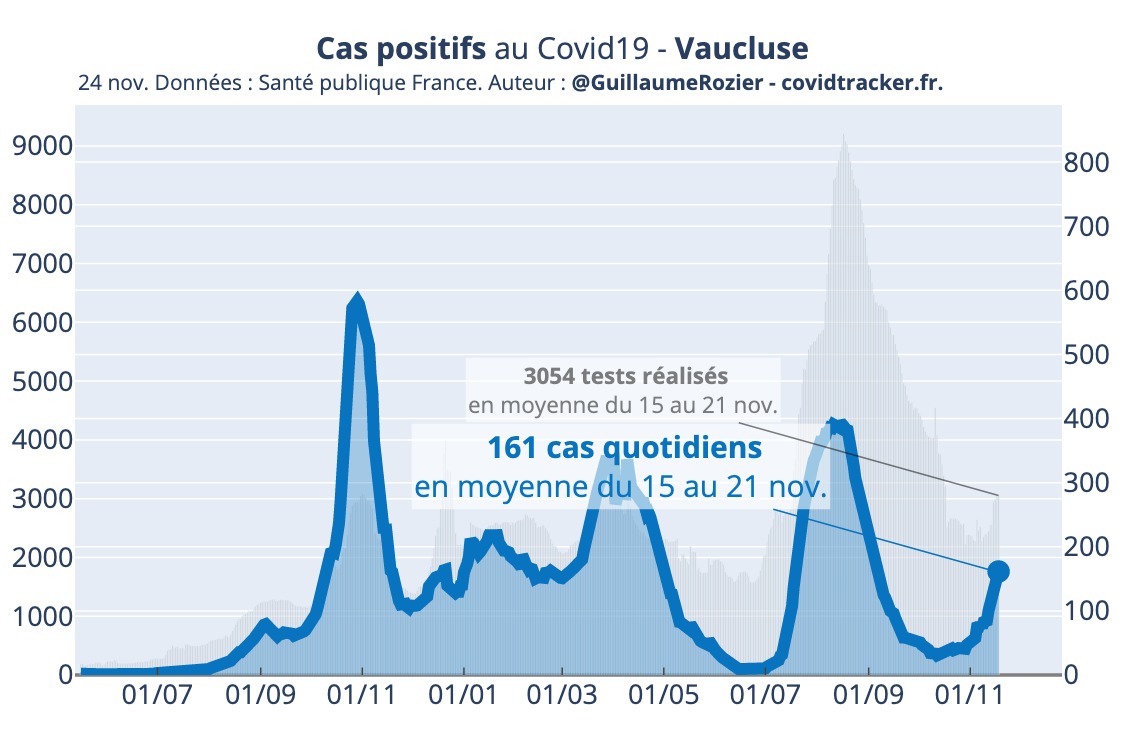 Cas positifs au Covid19 - Vaucluse
24 nov. Données : Santé publique France. Auteur : @GuillaumeRozier - covidtracker.fr.
9000
8000
7000
6000
5000
4000
3000
2000
1000
0
800
700
600
500
400
300
200
100
0
3054 tests réalisés
en moyenne du 15 au 21 nov.
161 cas quotidiens
en moyenne du 15 au 21 nov.
01/07 01/09 01/11 01/01 01/03 01/05 01/07 01/09 01/11